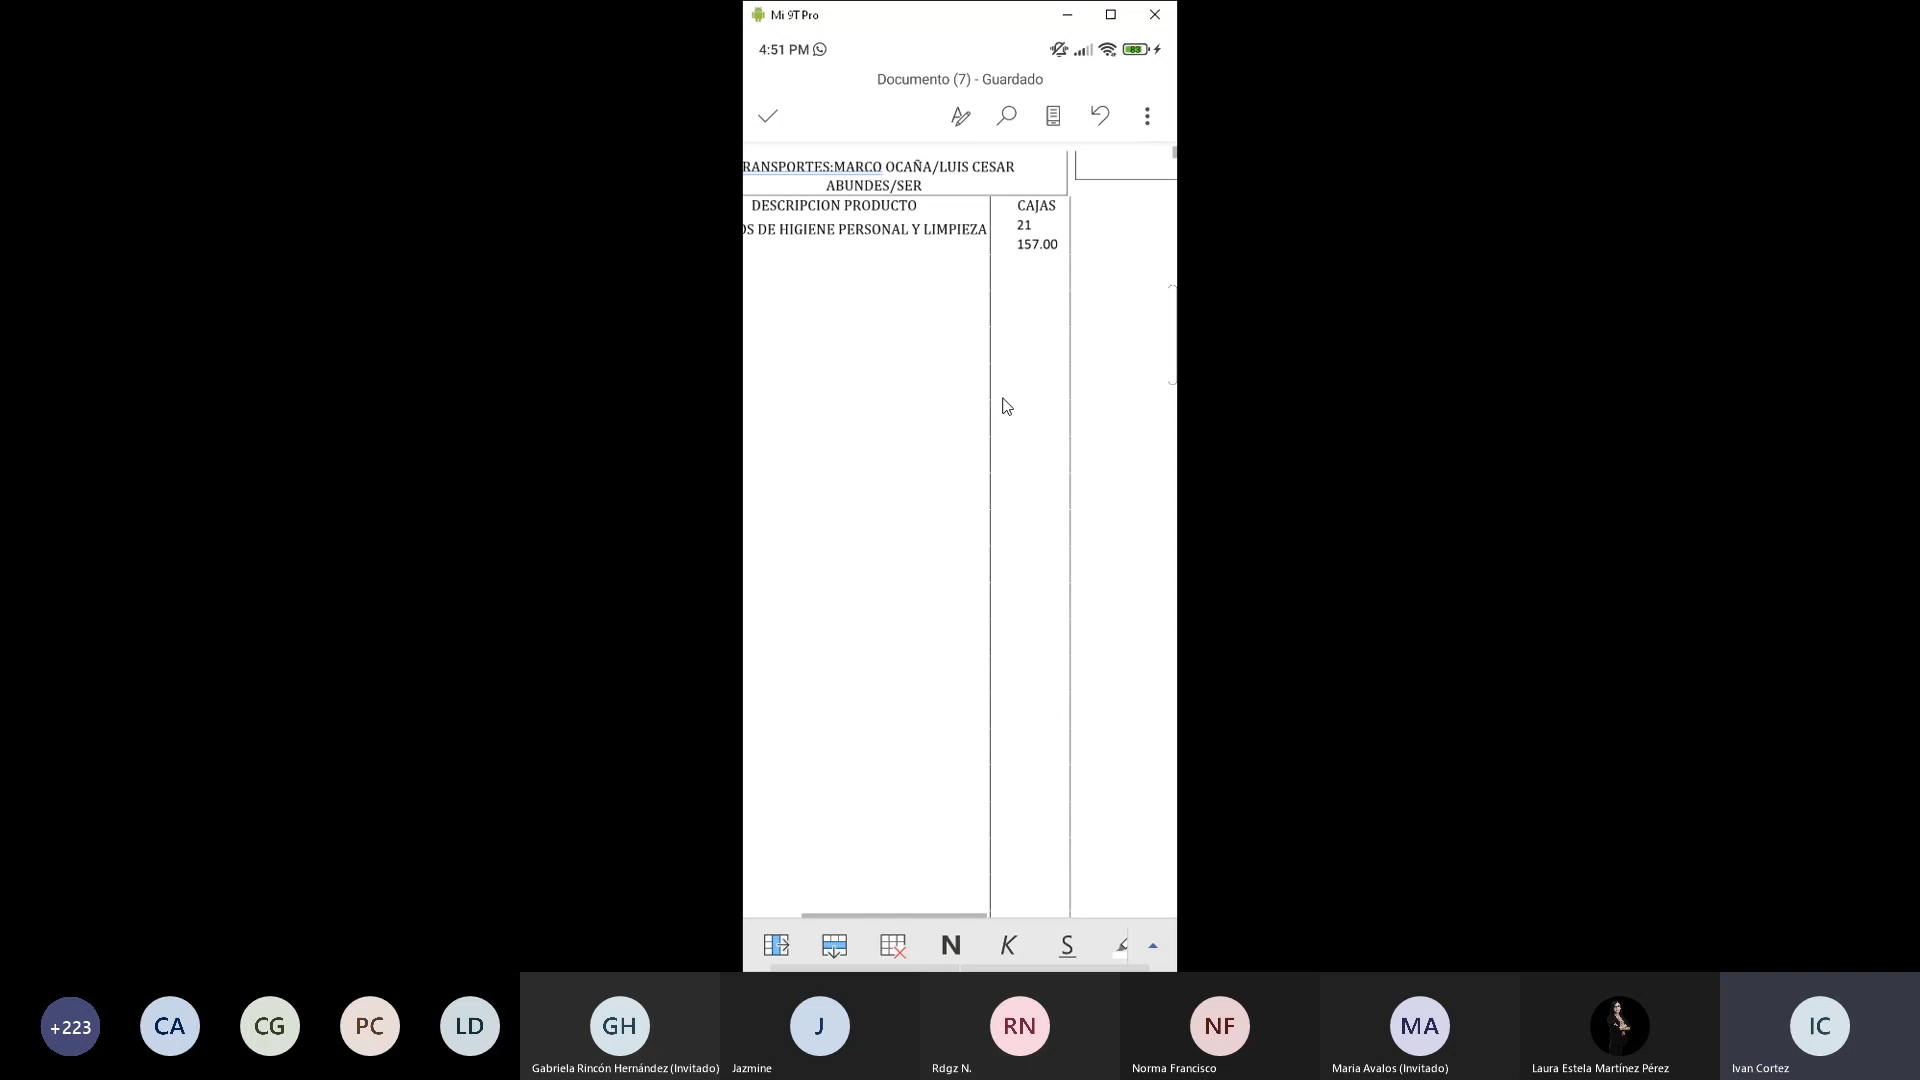 Mi 9T Pro
4:51 PM
83
Documento (7) - Guardado
RANSPORTES:MARCO OCAÑA/LUIS CESAR
ABUNDES/SER
DESCRIPCION PRODUCTO CAJAS
OS DE HIGIENE PERSONAL Y LIMPIEZA 21
157.00
N K S
+223 CA CG PC LD GH J RN NF MA IC
Gabriela Rincón Hernández (Invitado) Jazmine Rdgz N. Norma Francisco Maria Avalos (Invitado) Laura Estela Martínez Pérez Ivan Cortez